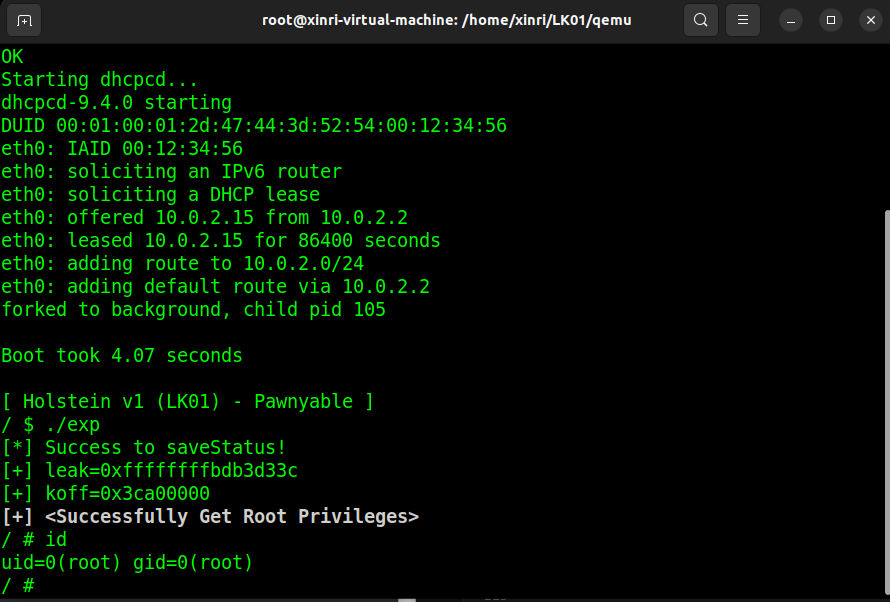 root@xinri-virtual-machine: /home/xinri/LK01/qemu
OK
Starting dhcpcd...
dhcpcd-9.4.0 starting
DUID 00:01:00:01:2d:47:44:3d:52:54:00:12:34:56
eth0: IAID 00:12:34:56
eth0: soliciting an IPv6 router
eth0: soliciting a DHCP lease
eth0: offered 10.0.2.15 from 10.0.2.2
eth0: leased 10.0.2.15 for 86400 seconds
eth0: adding route to 10.0.2.0/24
eth0: adding default route via 10.0.2.2
forked to background, child pid 105
Boot took 4.07 seconds
[ Holstein v1 (LK01) - Pawnyable ]
/ $ ./exp
[*] Success to saveStatus!
[+] leak=0xffffffffbdb3d33c
[+] koff=0x3ca00000
[+] <Successfully Get Root Privileges>
/ # id
uid=0(root) gid=0(root)
/ #